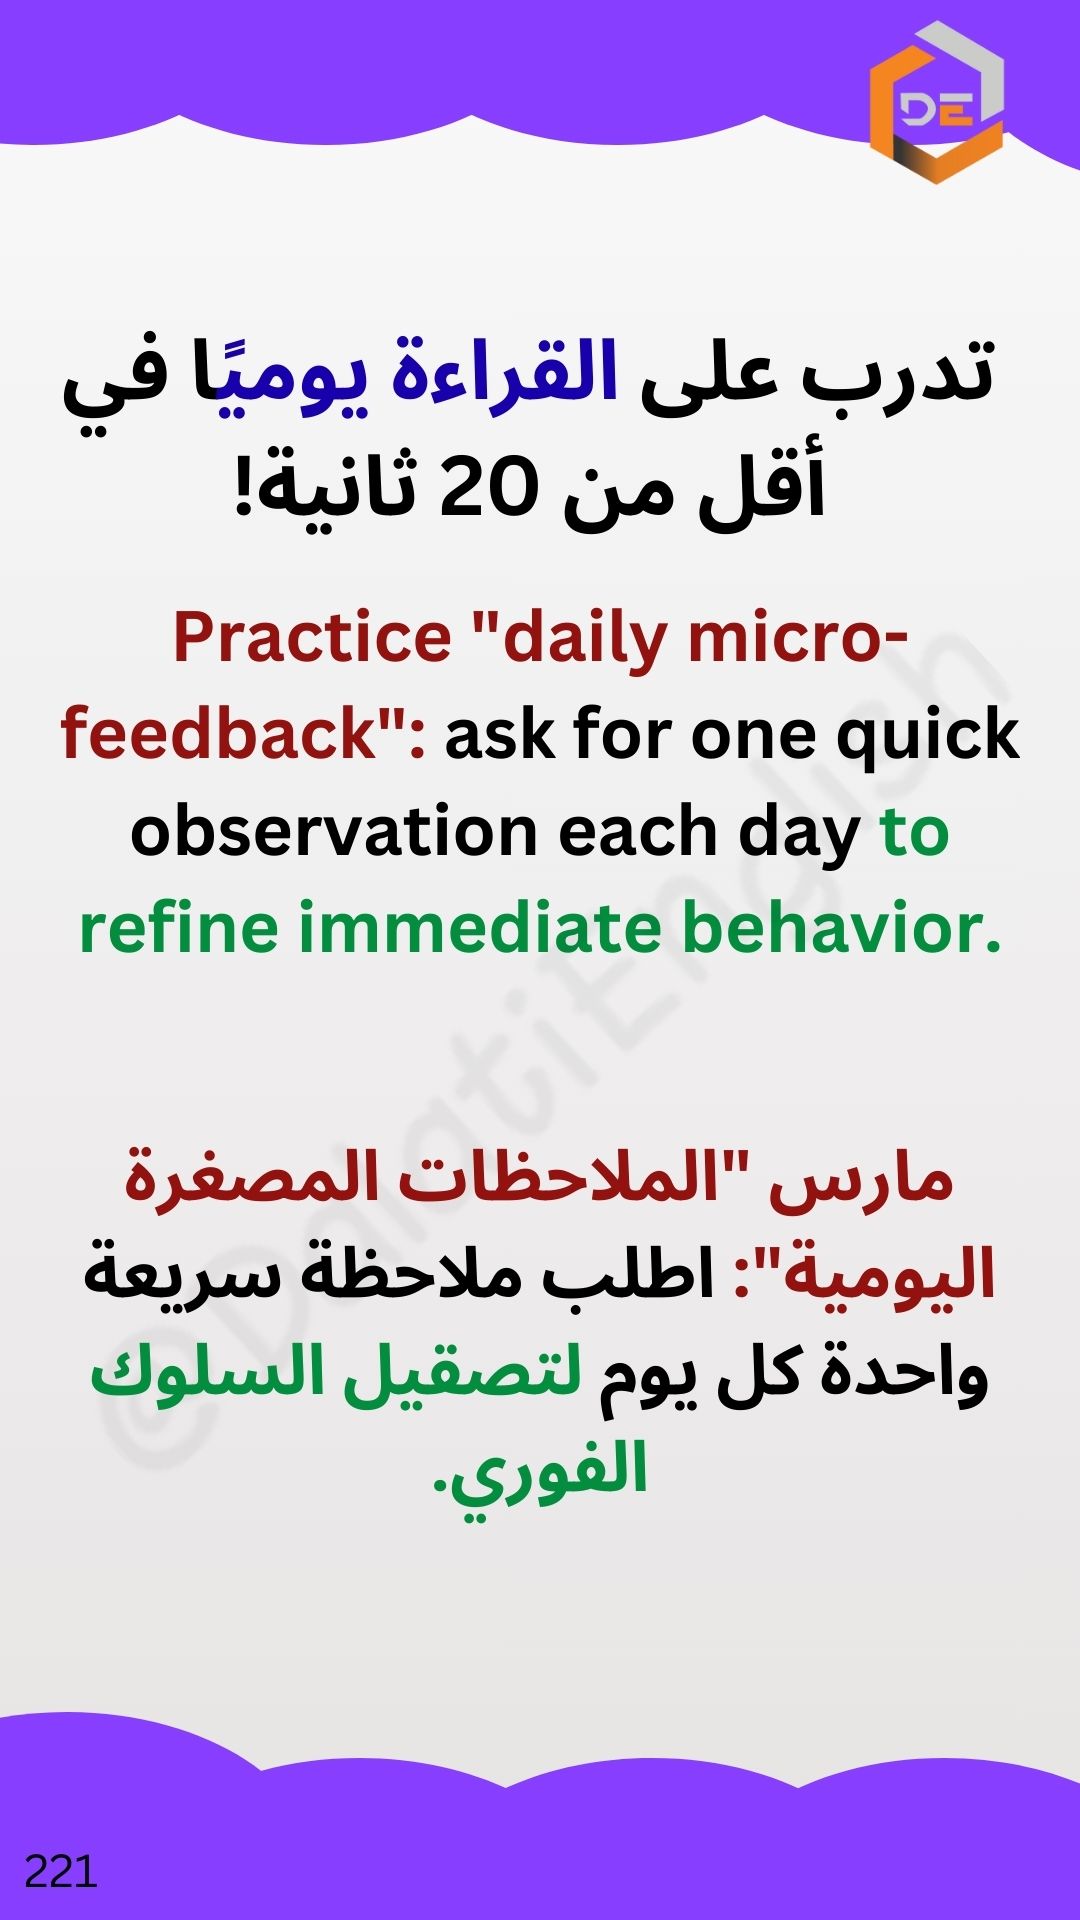 DE
تدرب على القراءة يوميًا في
أقل من 20 ثانية!
Practice "daily micro-
feedback": ask for one quick
observation each day to
refine immediate behavior.
مارس "الملاحظات المصغرة
اليومية": اطلب ملاحظة سريعة
واحدة كل يوم لتصقيل السلوك
الفوري.
@DalatiEnglish
221